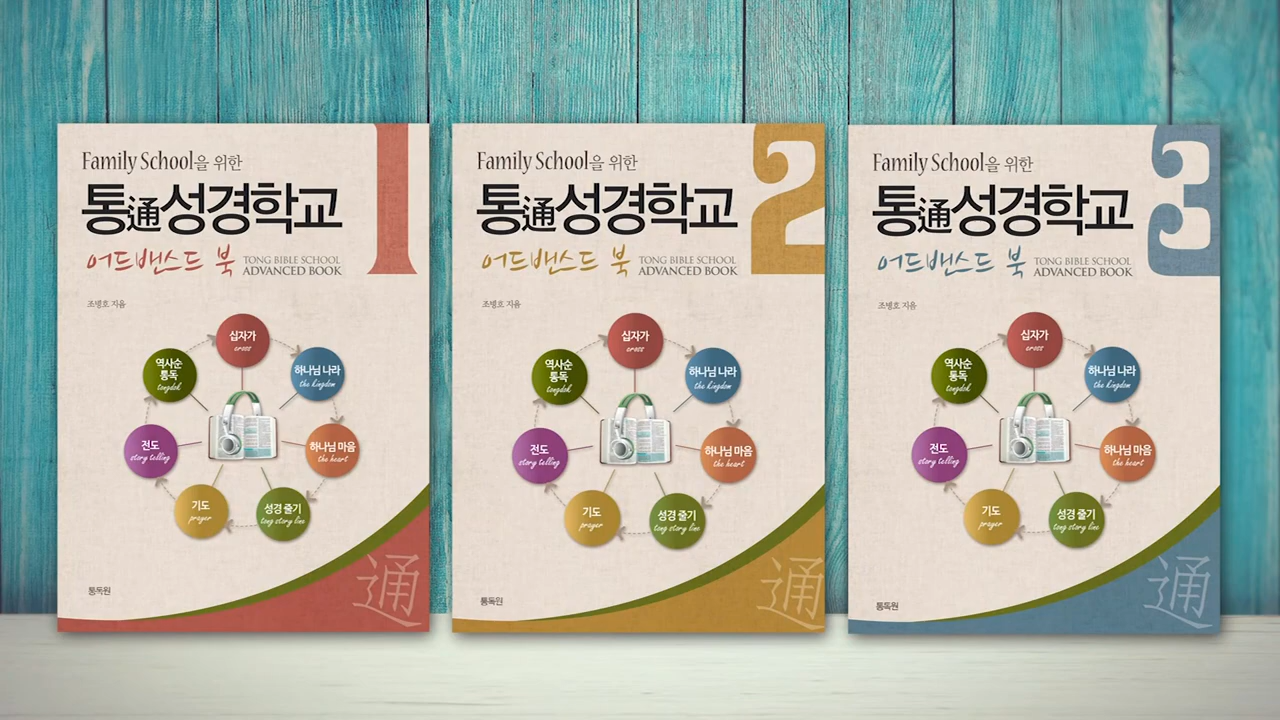 Family School을 위한
통通성경학교
어드밴스드 북
TONG BIBLE SCHOOL
ADVANCED BOOK
1
조병호 지음
십자가
cross
하나님 나라
the kingdom
하나님 마음
the heart
성경 줄기
tong story line
기도
prayer
전도
story telling
역사순
통독
tongdok
통독원
通
Family School을 위한
통通성경학교
어드밴스드 북
TONG BIBLE SCHOOL
ADVANCED BOOK
2
조병호 지음
십자가
cross
하나님 나라
the kingdom
하나님 마음
the heart
성경 줄기
tong story line
기도
prayer
전도
story telling
역사순
통독
tongdok
통독원
通
Family School을 위한
통通성경학교
어드밴스드 북
TONG BIBLE SCHOOL
ADVANCED BOOK
3
조병호 지음
십자가
cross
하나님 나라
the kingdom
하나님 마음
the heart
성경 줄기
tong story line
기도
prayer
전도
story telling
역사순
통독
tongdok
통독원
通